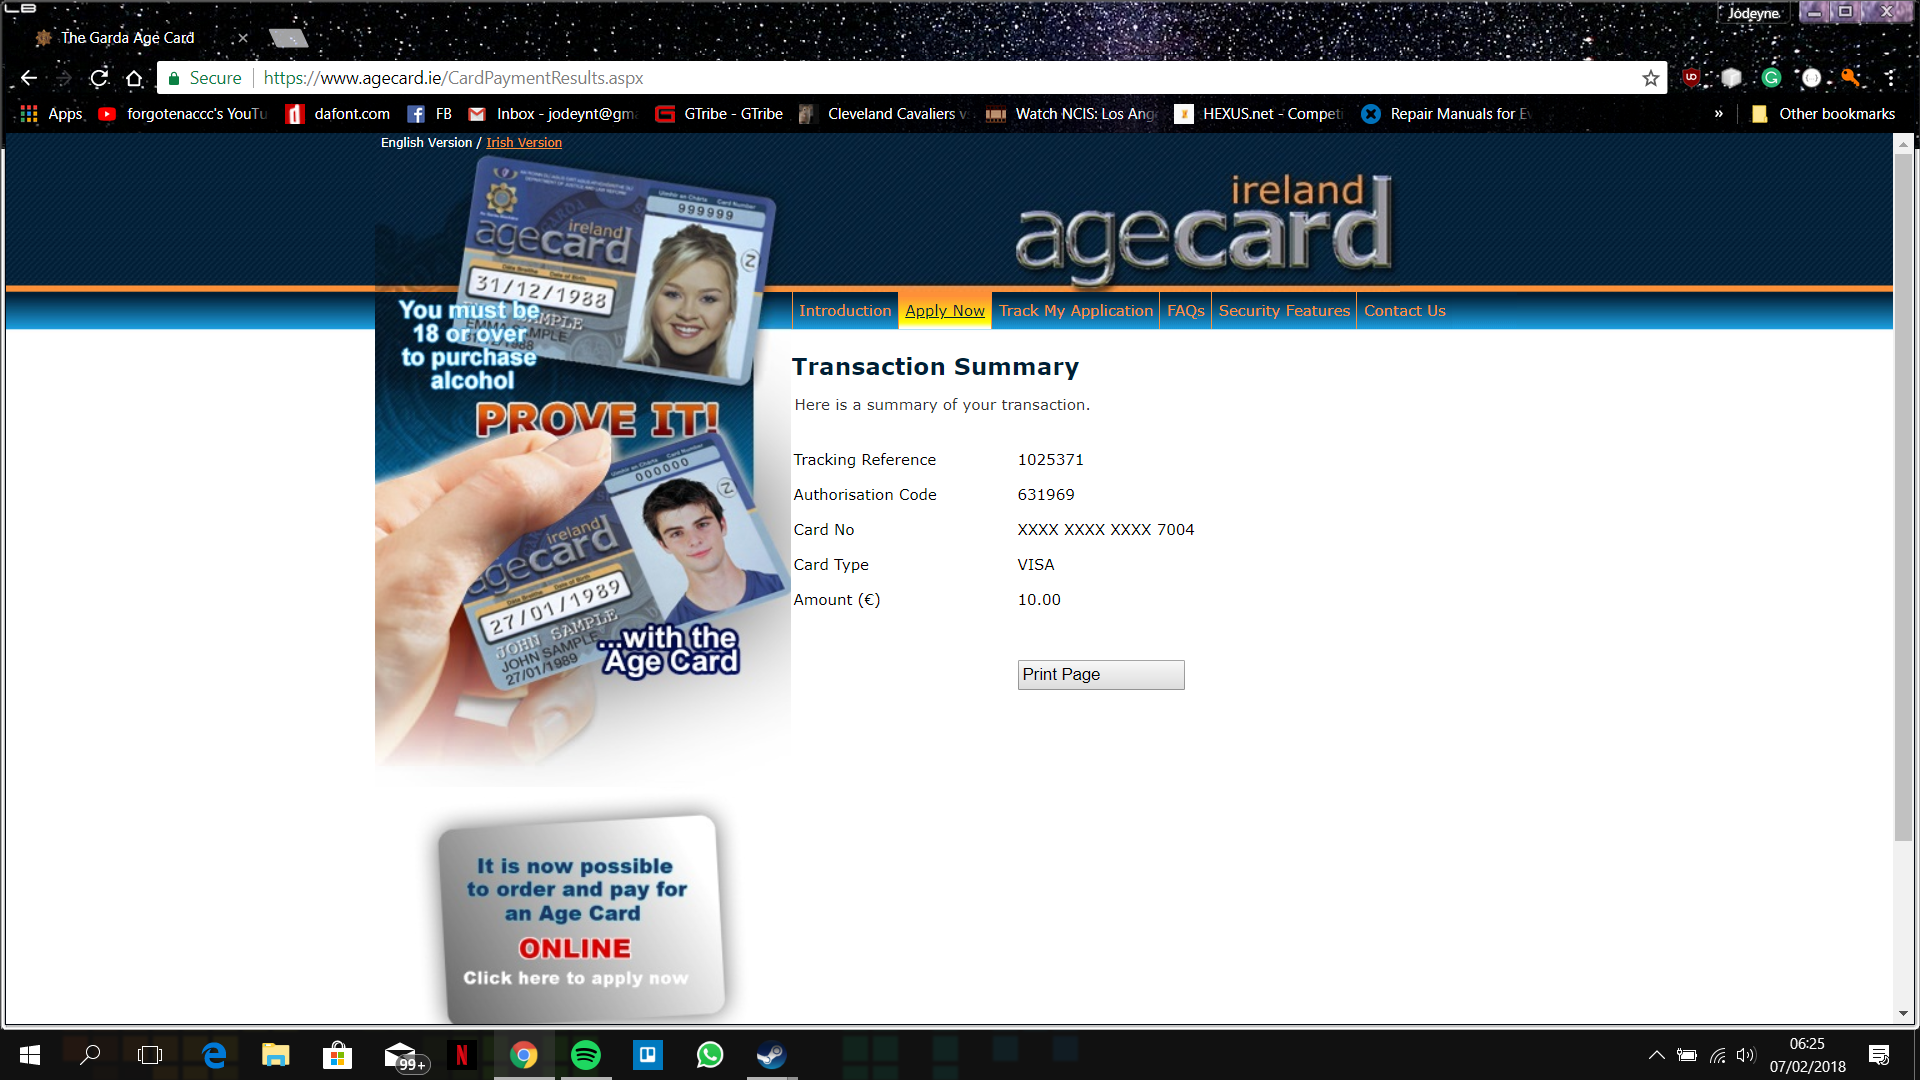 Jodeyne
The Garda Age Card
Secure
https://www.agecard.ie/CardPaymentResults.aspx
Apps
forgotenaccc's YouTu
dafont.com
FB
Inbox - jodeynt@gm
GTribe - GTribe
Cleveland Cavaliers v
Watch NCIS: Los Ang
HEXUS.net - Competi
Repair Manuals for E
»
Other bookmarks
English Version / Irish Version
999999
ireland
agecard
31/12/1988
EMMA SAMPLE
31/12/1988
You must be
18 or over
to purchase
alcohol
PROVE IT!
000000
ireland
agecard
27/01/1989
JOHN SAMPLE
JOHN SAMPLE
27/01/1989
...with the
Age Card
ireland
agecard
Introduction
Apply Now
Track My Application
FAQs
Security Features
Contact Us
Transaction Summary
Here is a summary of your transaction.
Tracking Reference 1025371
Authorisation Code 631969
Card No XXXX XXXX XXXX 7004
Card Type VISA
Amount (€) 10.00
Print Page
It is now possible
to order and pay for
an Age Card
ONLINE
Click here to apply now
99+
06:25
07/02/2018